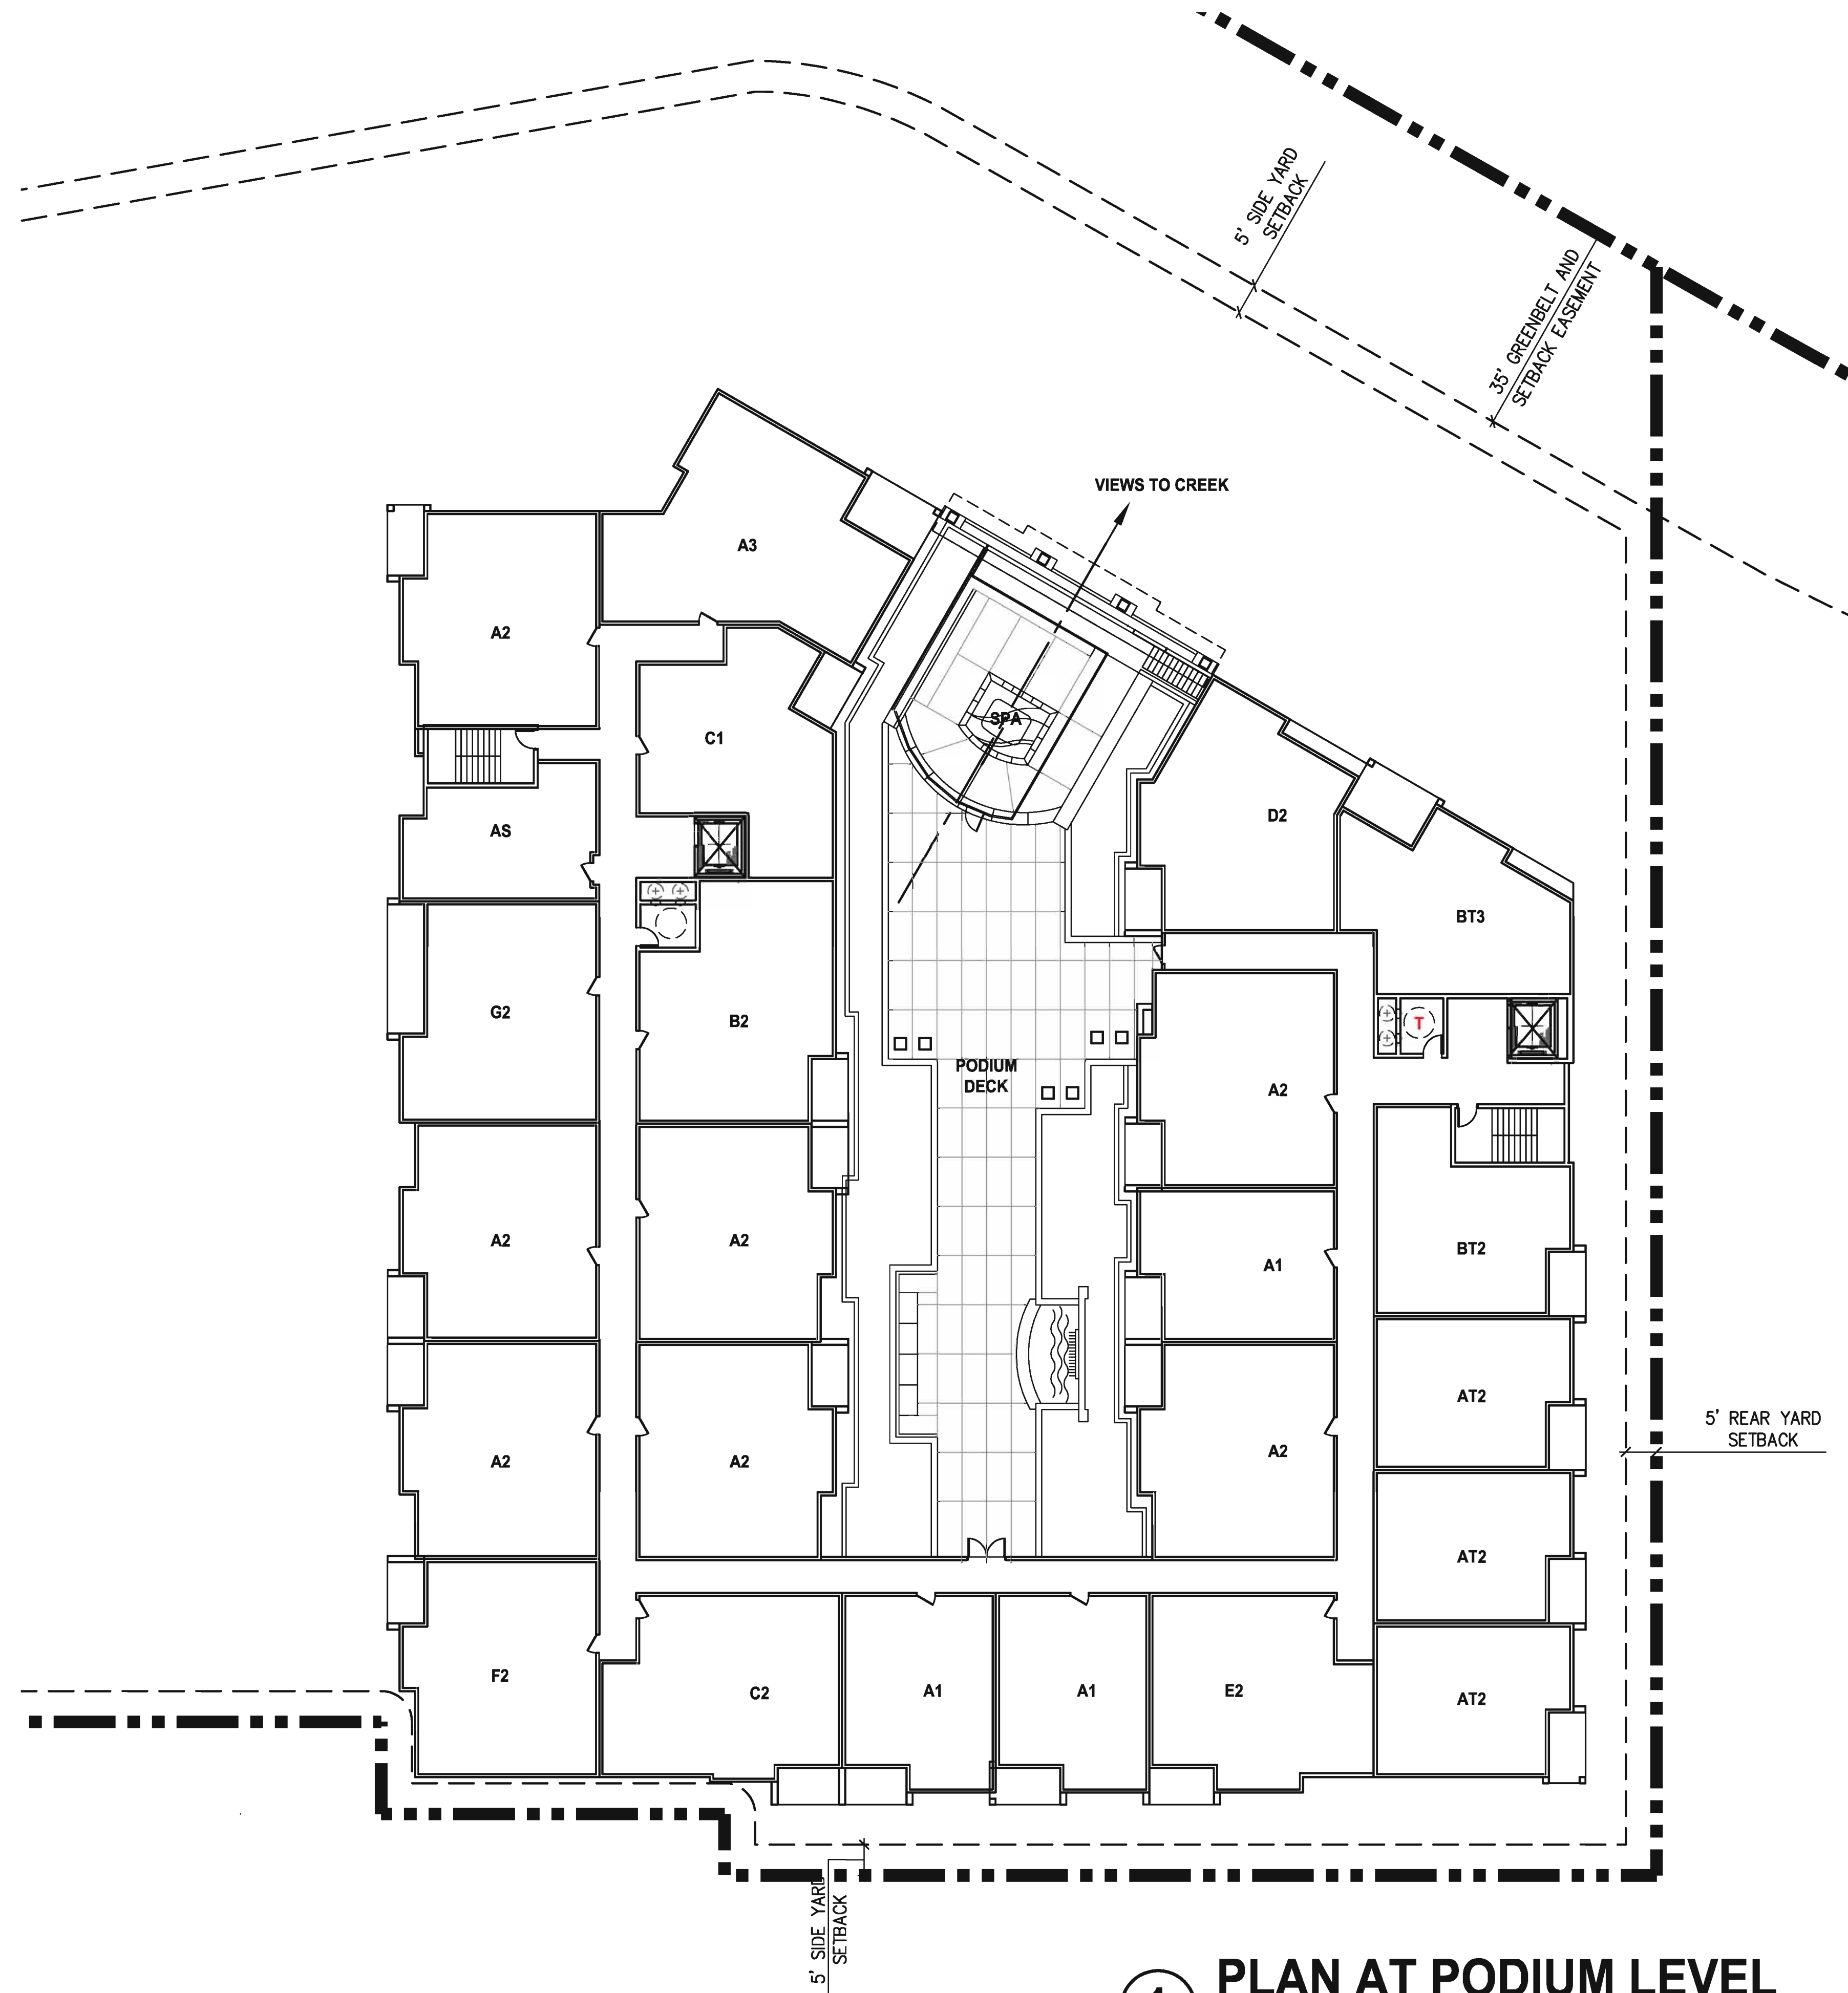 5' SIDE YARD
SETBACK
35' GREENBELT AND
SETBACK EASEMENT
VIEWS TO CREEK
A3
A2
SPA
C1
D2
AS
BT3
G2
B2
T
PODIUM
DECK
A2
A2
A2
A1
BT2
AT2
5' REAR YARD
SETBACK
A2
A2
A2
AT2
F2
C2
A1
A1
E2
AT2
5' SIDE YARD
SETBACK
PLAN AT PODIUM LEVEL